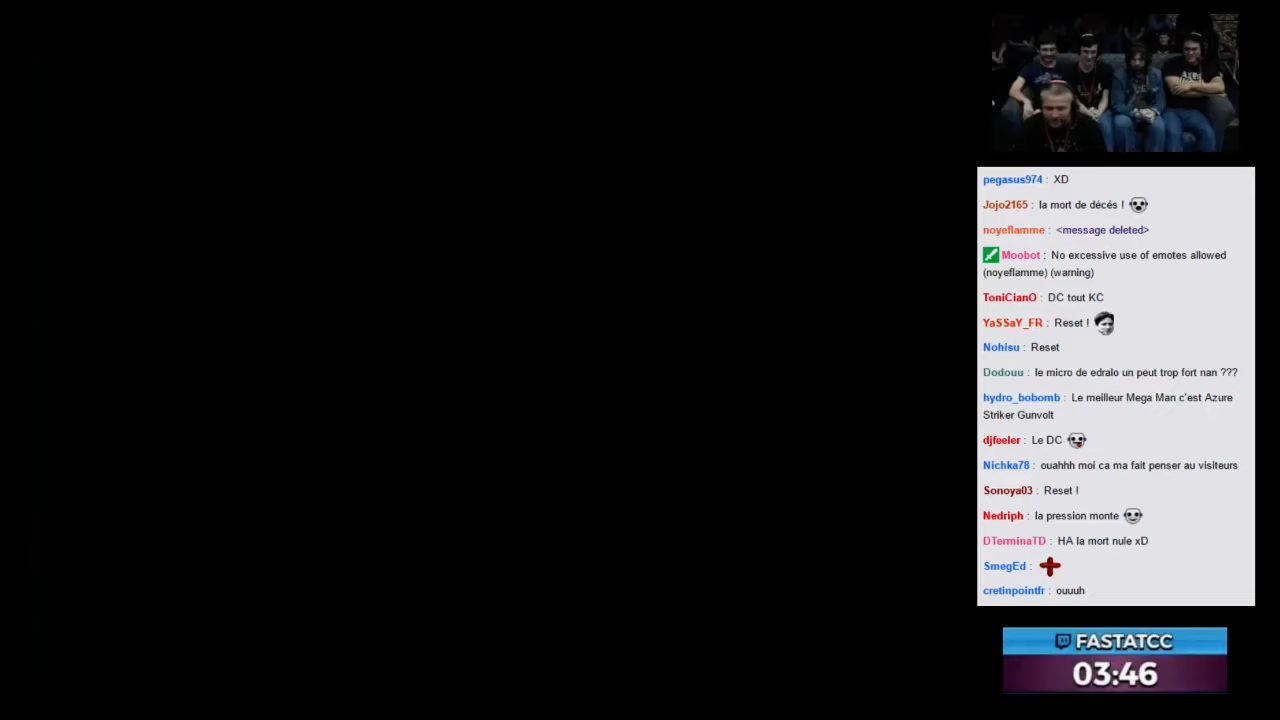 pegasus974 : XD
Jojo2165 : la mort de décés !
noyeflamme : <message deleted>
Moobot : No excessive use of emotes allowed
(noyeflamme) (warning)
ToniCianO : DC tout KC
YaSSaY_FR : Reset !
Nohisu : Reset
Dodouu : le micro de edralo un peut trop fort nan ???
hydro_bobomb : Le meilleur Mega Man c'est Azure
Striker Gunvolt
djfeeler : Le DC
Nichka78 : ouahhh moi ca ma fait penser au visiteurs
Sonoya03 : Reset !
Nedriph : la pression monte
DTerminaTD : HA la mort nule xD
SmegEd :
cretinpointfr : ouuuh
FASTATCC
03:46